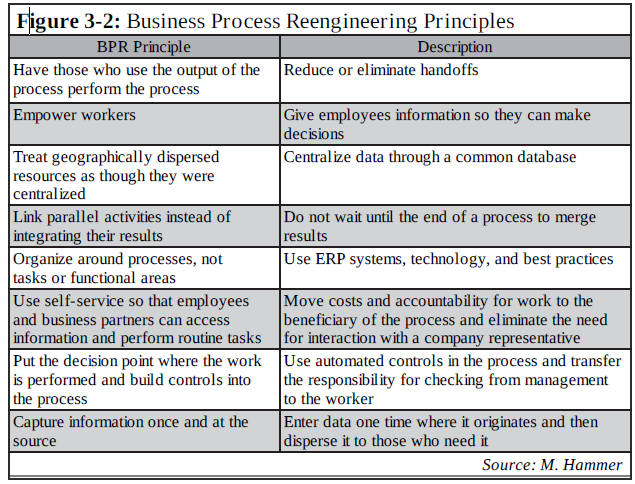 Figure 3-2: Business Process Reengineering Principles
BPR Principle
Description
Have those who use the output of the
process perform the process
Reduce or eliminate handoffs
Empower workers
Give employees information so they can make
decisions
Treat geographically dispersed
resources as though they were
centralized
Centralize data through a common database
Link parallel activities instead of
integrating their results
Do not wait until the end of a process to merge
results
Organize around processes, not
tasks or functional areas
Use ERP systems, technology, and best practices
Use self-service so that employees
and business partners can access
information and perform routine tasks
Move costs and accountability for work to the
beneficiary of the process and eliminate the need
for interaction with a company representative
Put the decision point where the work
is performed and build controls into
the process
Use automated controls in the process and transfer
the responsibility for checking from management
to the worker
Capture information once and at the
source
Enter data one time where it originates and then
disperse it to those who need it
Source: M. Hammer